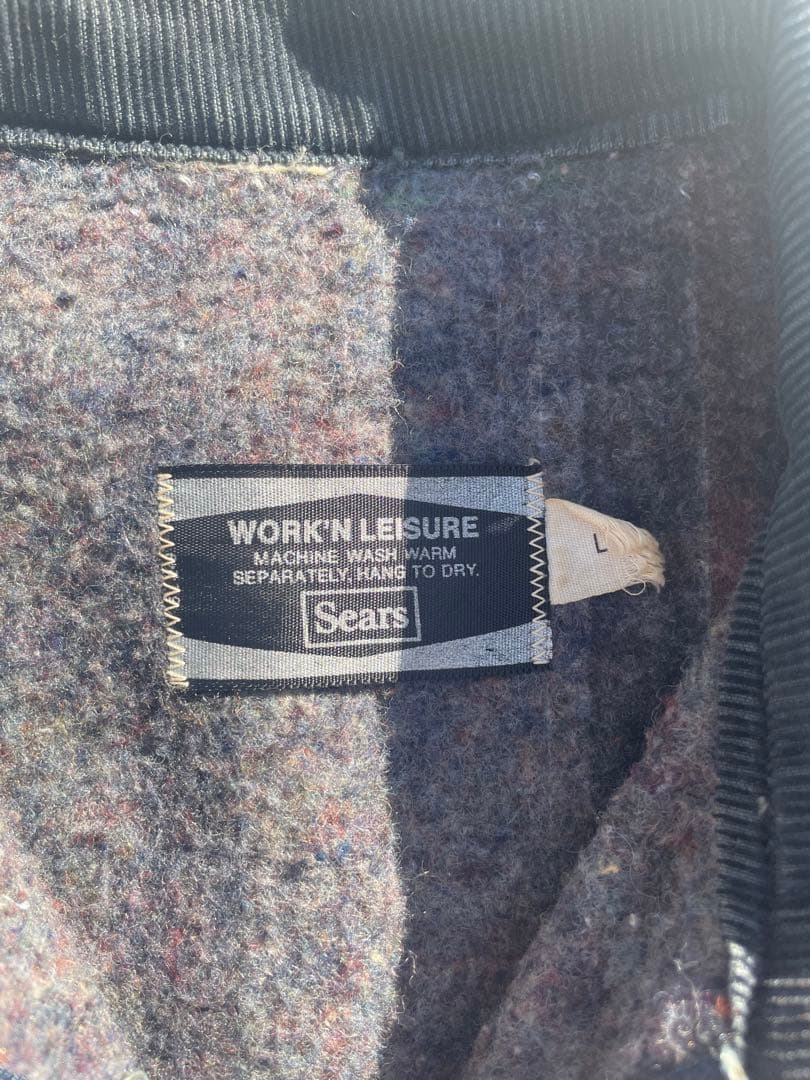 WORK'N LEISURE
MACHINE WASH WARM
SEPARATELY. HANG TO DRY.
Sears
L